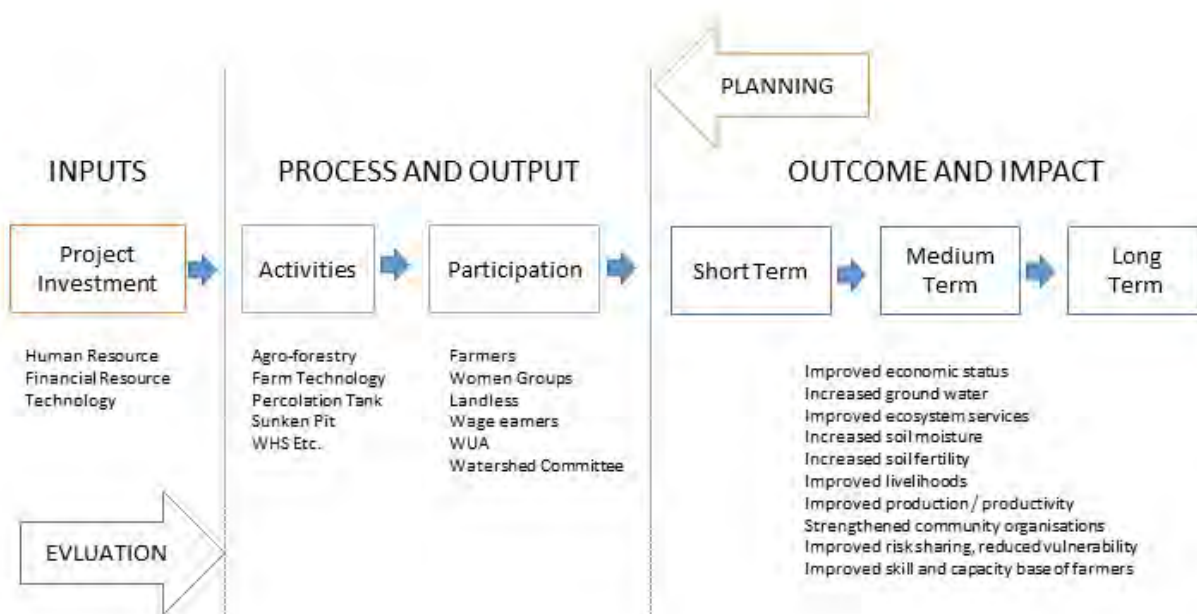 PLANNING
INPUTS
PROCESS AND OUTPUT
OUTCOME AND IMPACT
Project
Investment
Activities
Participation
Short Term
Medium
Term
Long
Term
Human Resource
Financial Resource
Technology
Agro-forestry
Farm Technology
Percolation Tank
Sunken Pit
WHS Etc.
Farmers
Women Groups
Landless
Wage earners
WUA
Watershed Committee
Improved economic status
Increased ground water
Improved ecosystem services
Increased soil moisture
Increased soil fertility
Improved livelihoods
Improved production / productivity
Strengthened community organisations
Improved risk sharing, reduced vulnerability
Improved skill and capacity base of farmers
EVLUATION